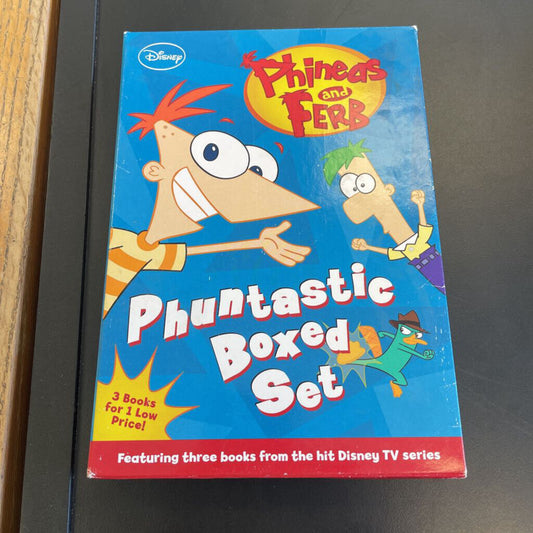 Disney
Phineas
and
FERB
Phuntastic
Boxed
Set
3 Books
for 1 Low
Price!
Featuring three books from the hit Disney TV series